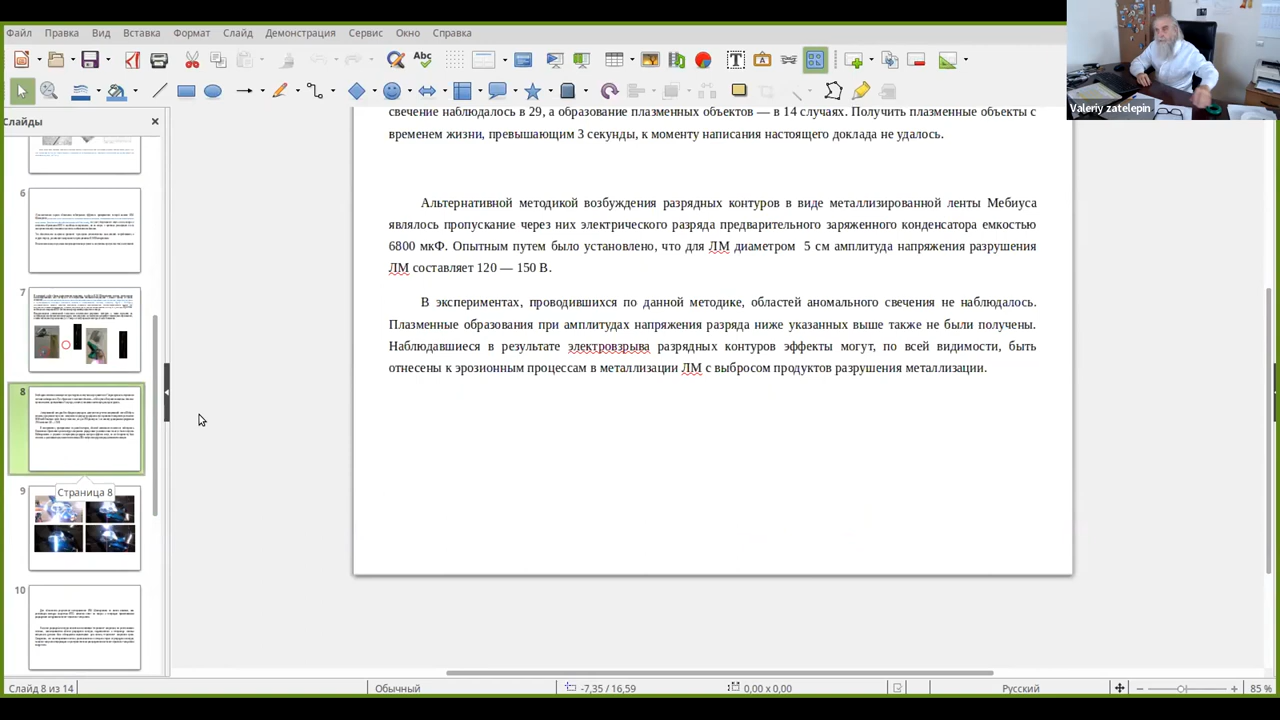 Файл Правка Вид Вставка Формат Слайд Демонстрация Сервис Окно Справка
Abc
Valeriy zatelepin
Слайды
6
7
8
Страница 8
9
10
свечение наблюдалось в 29, а образование плазменных объектов — в 14 случаях. Получить плазменные объекты с
временем жизни, превышающим 3 секунды, к моменту написания настоящего доклада не удалось.
Альтернативной методикой возбуждения разрядных контуров в виде металлизированной ленты Мебиуса
являлось пропускание через них электрического разряда предварительного заряженного конденсатора емкостью
6800 мкФ. Опытным путем было установлено, что для ЛМ диаметром 5 см амплитуда напряжения разрушения
ЛМ составляет 120 — 150 В.
В экспериментах, проводившихся по данной методике, областей аномального свечения не наблюдалось.
Плазменные образования при амплитудах напряжения разряда ниже указанных выше также не были получены.
Наблюдавшиеся в результате электровзрыва разрядных контуров эффекты могут, по всей видимости, быть
отнесены к эрозионным процессам в металлизации ЛМ с выбросом продуктов разрушения металлизации.
Слайд 8 из 14 Обычный -7,35 / 16,59 0,00 x 0,00 Русский 85 %